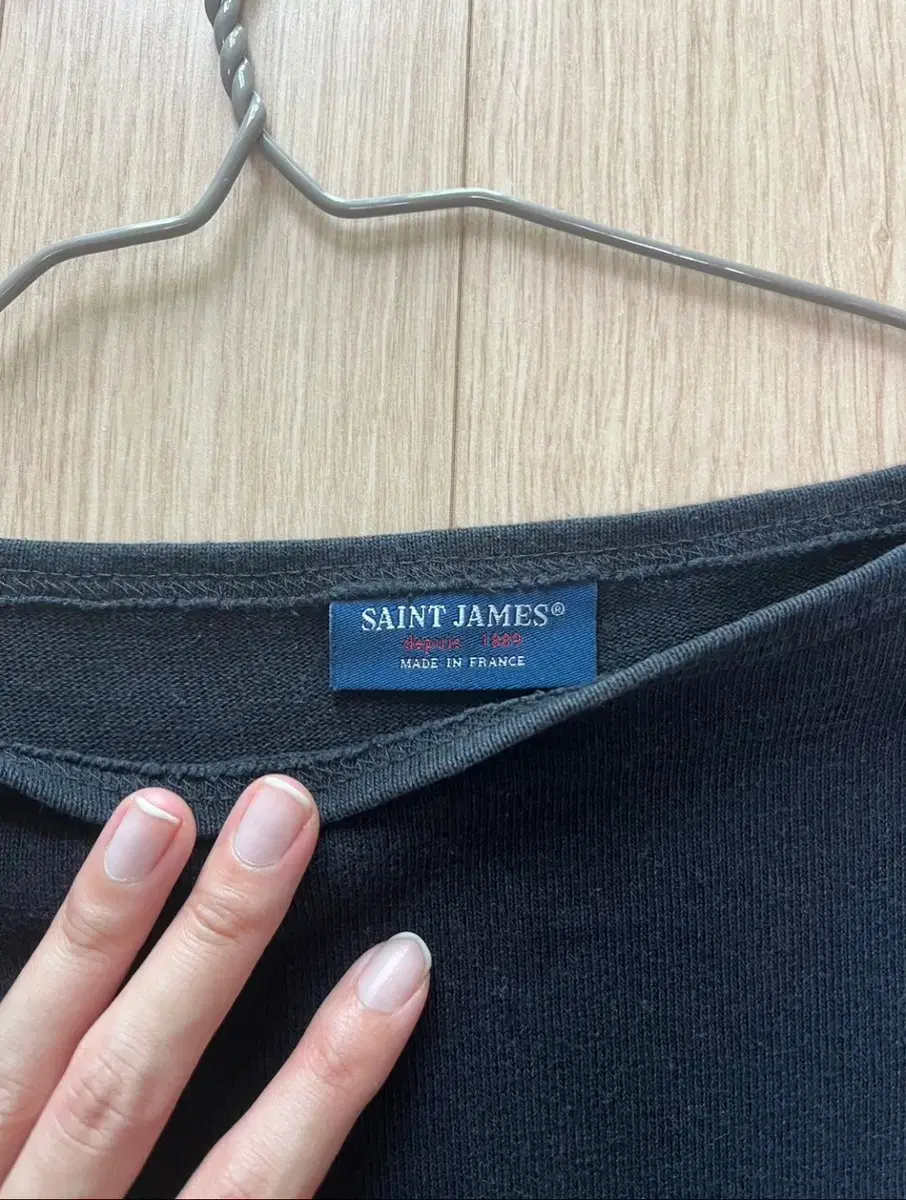 SAINT JAMES®
depuis 1889
MADE IN FRANCE